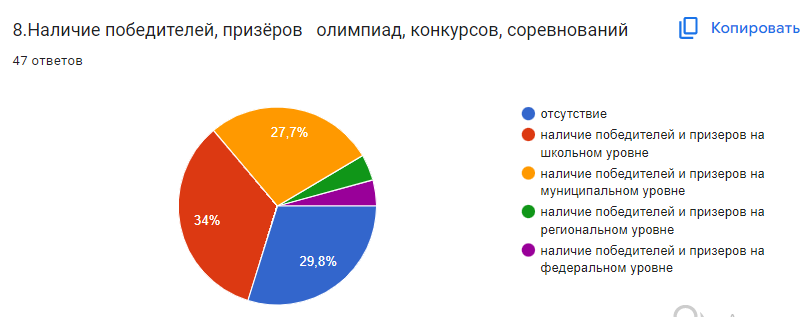 8.Наличие победителей, призёров олимпиад, конкурсов, соревнований
Копировать
47 ответов
27,7%
34%
29,8%
отсутствие
наличие победителей и призеров на
школьном уровне
наличие победителей и призеров на
муниципальном уровне
наличие победителей и призеров на
региональном уровне
наличие победителей и призеров на
федеральном уровне